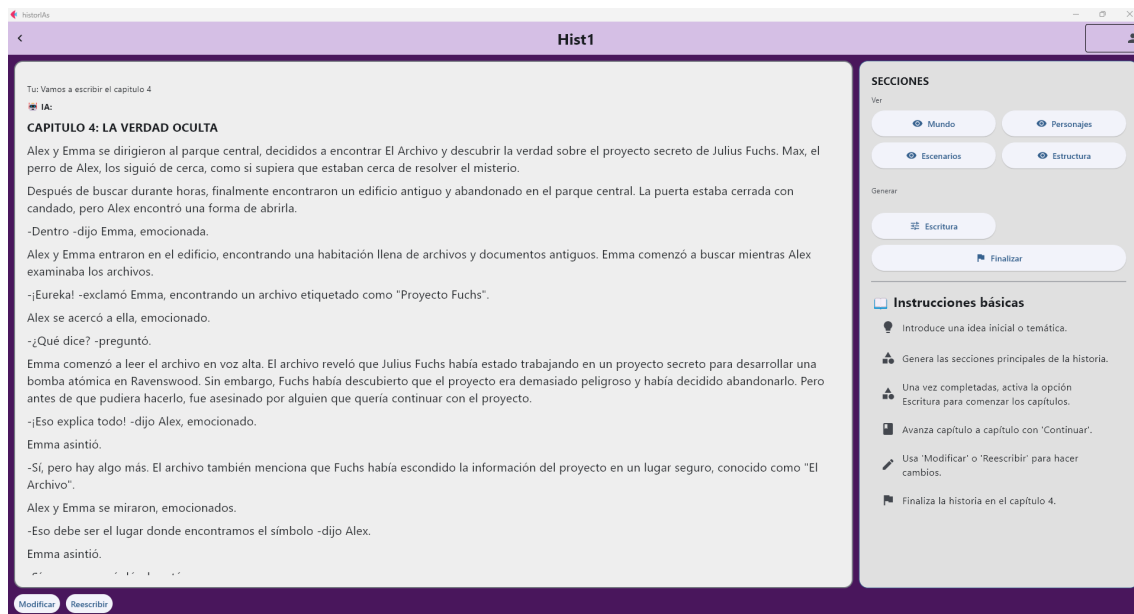 historIAs
Hist1
Tu: Vamos a escribir el capitulo 4
IA:
CAPITULO 4: LA VERDAD OCULTA
Alex y Emma se dirigieron al parque central, decididos a encontrar El Archivo y descubrir la verdad sobre el proyecto secreto de Julius Fuchs. Max, el
perro de Alex, los siguió de cerca, como si supiera que estaban cerca de resolver el misterio.
Después de buscar durante horas, finalmente encontraron un edificio antiguo y abandonado en el parque central. La puerta estaba cerrada con
candado, pero Alex encontró una forma de abrirla.
-Dentro -dijo Emma, emocionada.
Alex y Emma entraron en el edificio, encontrando una habitación llena de archivos y documentos antiguos. Emma comenzó a buscar mientras Alex
examinaba los archivos.
-¡Eureka! -exclamó Emma, encontrando un archivo etiquetado como "Proyecto Fuchs".
Alex se acercó a ella, emocionado.
-¿Qué dice? -preguntó.
Emma comenzó a leer el archivo en voz alta. El archivo reveló que Julius Fuchs había estado trabajando en un proyecto secreto para desarrollar una
bomba atómica en Ravenswood. Sin embargo, Fuchs había descubierto que el proyecto era demasiado peligroso y había decidido abandonarlo. Pero
antes de que pudiera hacerlo, fue asesinado por alguien que quería continuar con el proyecto.
-¡Eso explica todo! -dijo Alex, emocionado.
Emma asintió.
-Sí, pero hay algo más. El archivo también menciona que Fuchs había escondido la información del proyecto en un lugar seguro, conocido como "El
Archivo".
Alex y Emma se miraron, emocionados.
-Eso debe ser el lugar donde encontramos el símbolo -dijo Alex.
Emma asintió.
Modificar
Reescribir
SECCIONES
Ver
Mundo
Personajes
Escenarios
Estructura
Generar
Escritura
Finalizar
Instrucciones básicas
Introduce una idea inicial o temática.
Genera las secciones principales de la historia.
Una vez completadas, activa la opción
Escritura para comenzar los capítulos.
Avanza capítulo a capítulo con 'Continuar'.
Usa 'Modificar' o 'Reescribir' para hacer
cambios.
Finaliza la historia en el capítulo 4.